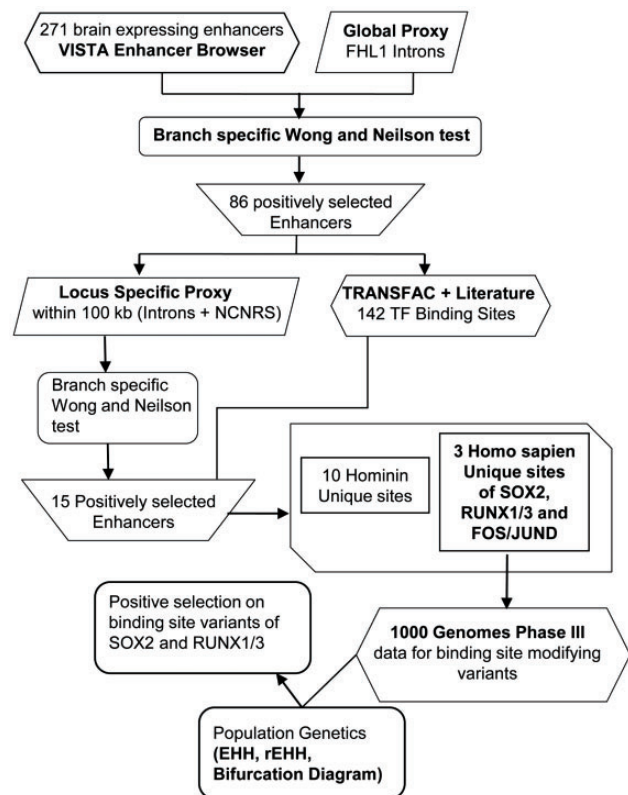 271 brain expressing enhancers
VISTA Enhancer Browser
Global Proxy
FHL1 Introns
Branch specific Wong and Neilson test
86 positively selected
Enhancers
Locus Specific Proxy
within 100 kb (Introns + NCNRS)
TRANSFAC + Literature
142 TF Binding Sites
Branch specific
Wong and Neilson
test
15 Positively selected
Enhancers
10 Hominin
Unique sites
3 Homo sapien
Unique sites
of SOX2,
RUNX1/3 and
FOS/JUND
Positive selection on
binding site variants of
SOX2 and RUNX1/3
1000 Genomes Phase III
data for binding site modifying
variants
Population Genetics
(EHH, rEHH,
Bifurcation Diagram)